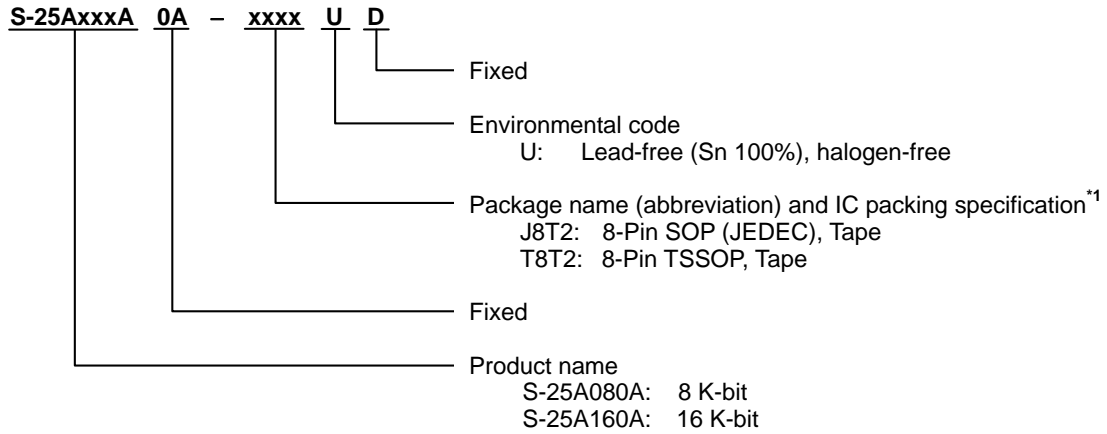 S-25AxxxA 0A – xxxx U D
Fixed
Environmental code
U: Lead-free (Sn 100%), halogen-free
Package name (abbreviation) and IC packing specification*1
J8T2: 8-Pin SOP (JEDEC), Tape
T8T2: 8-Pin TSSOP, Tape
Fixed
Product name
S-25A080A: 8 K-bit
S-25A160A: 16 K-bit